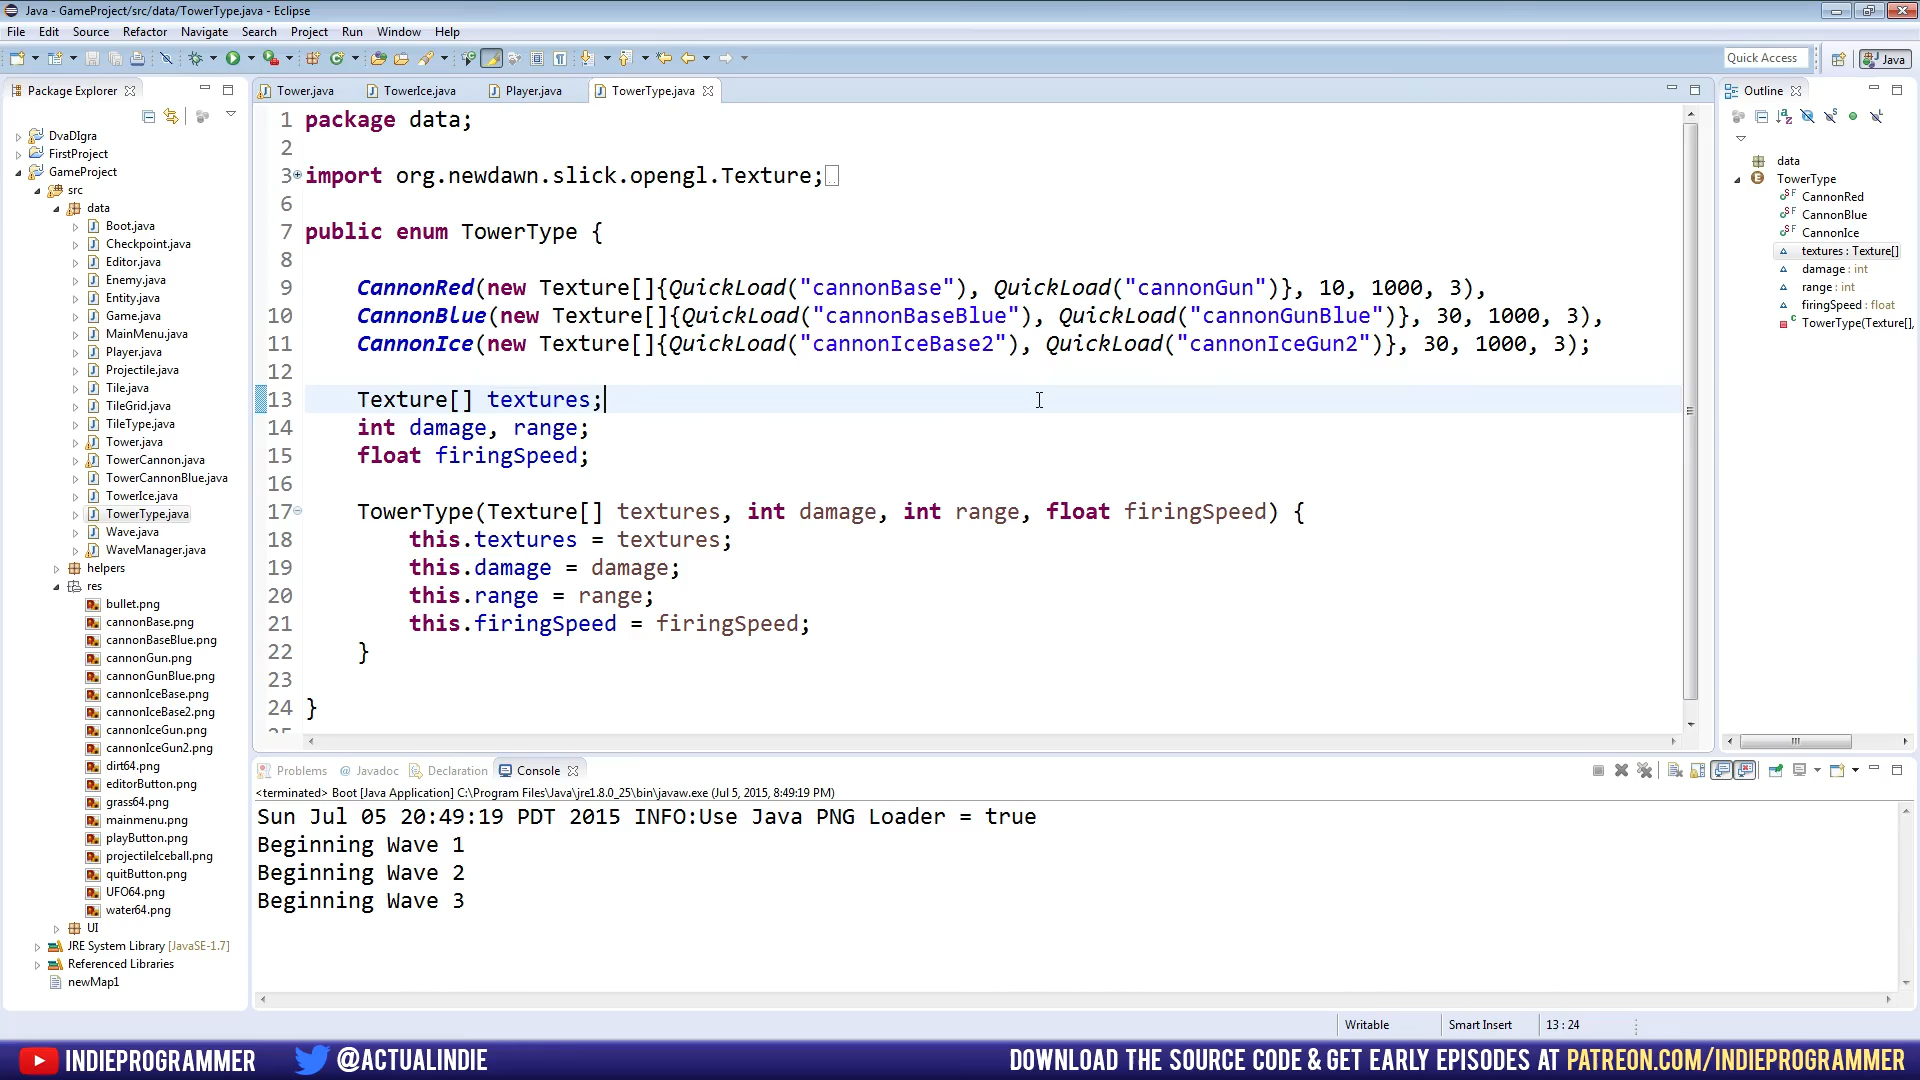 Java - GameProject/src/data/TowerType.java - Eclipse
File Edit Source Refactor Navigate Search Project Run Window Help
Quick Access Java
Package Explorer
DvaDIgra
FirstProject
GameProject
src
data
Boot.java
Checkpoint.java
Editor.java
Enemy.java
Entity.java
Game.java
MainMenu.java
Player.java
Projectile.java
Tile.java
TileGrid.java
TileType.java
Tower.java
TowerCannon.java
TowerCannonBlue.java
TowerIce.java
TowerType.java
Wave.java
WaveManager.java
helpers
res
bullet.png
cannonBase.png
cannonBaseBlue.png
cannonGun.png
cannonGunBlue.png
cannonIceBase.png
cannonIceBase2.png
cannonIceGun.png
cannonIceGun2.png
dirt64.png
editorButton.png
grass64.png
mainmenu.png
playButton.png
projectileIceball.png
quitButton.png
UFO64.png
water64.png
UI
JRE System Library [JavaSE-1.7]
Referenced Libraries
newMap1
Tower.java TowerIce.java Player.java TowerType.java
1 package data;
2
3 import org.newdawn.slick.opengl.Texture;
6
7 public enum TowerType {
8
9 CannonRed(new Texture[]{QuickLoad("cannonBase"), QuickLoad("cannonGun")}, 10, 1000, 3),
10 CannonBlue(new Texture[]{QuickLoad("cannonBaseBlue"), QuickLoad("cannonGunBlue")}, 30, 1000, 3),
11 CannonIce(new Texture[]{QuickLoad("cannonIceBase2"), QuickLoad("cannonIceGun2")}, 30, 1000, 3);
12
13 Texture[] textures;
14 int damage, range;
15 float firingSpeed;
16
17 TowerType(Texture[] textures, int damage, int range, float firingSpeed) {
18 this.textures = textures;
19 this.damage = damage;
20 this.range = range;
21 this.firingSpeed = firingSpeed;
22 }
23
24 }
25
Outline
data
TowerType
CannonRed
CannonBlue
CannonIce
textures : Texture[]
damage : int
range : int
firingSpeed : float
TowerType(Texture[],
Problems Javadoc Declaration Console
<terminated> Boot [Java Application] C:\Program Files\Java\jre1.8.0_25\bin\javaw.exe (Jul 5, 2015, 8:49:19 PM)
Sun Jul 05 20:49:19 PDT 2015 INFO:Use Java PNG Loader = true
Beginning Wave 1
Beginning Wave 2
Beginning Wave 3
Writable Smart Insert 13 : 24
INDIEPROGRAMMER @ACTUALINDIE DOWNLOAD THE SOURCE CODE & GET EARLY EPISODES AT PATREON.COM/INDIEPROGRAMMER